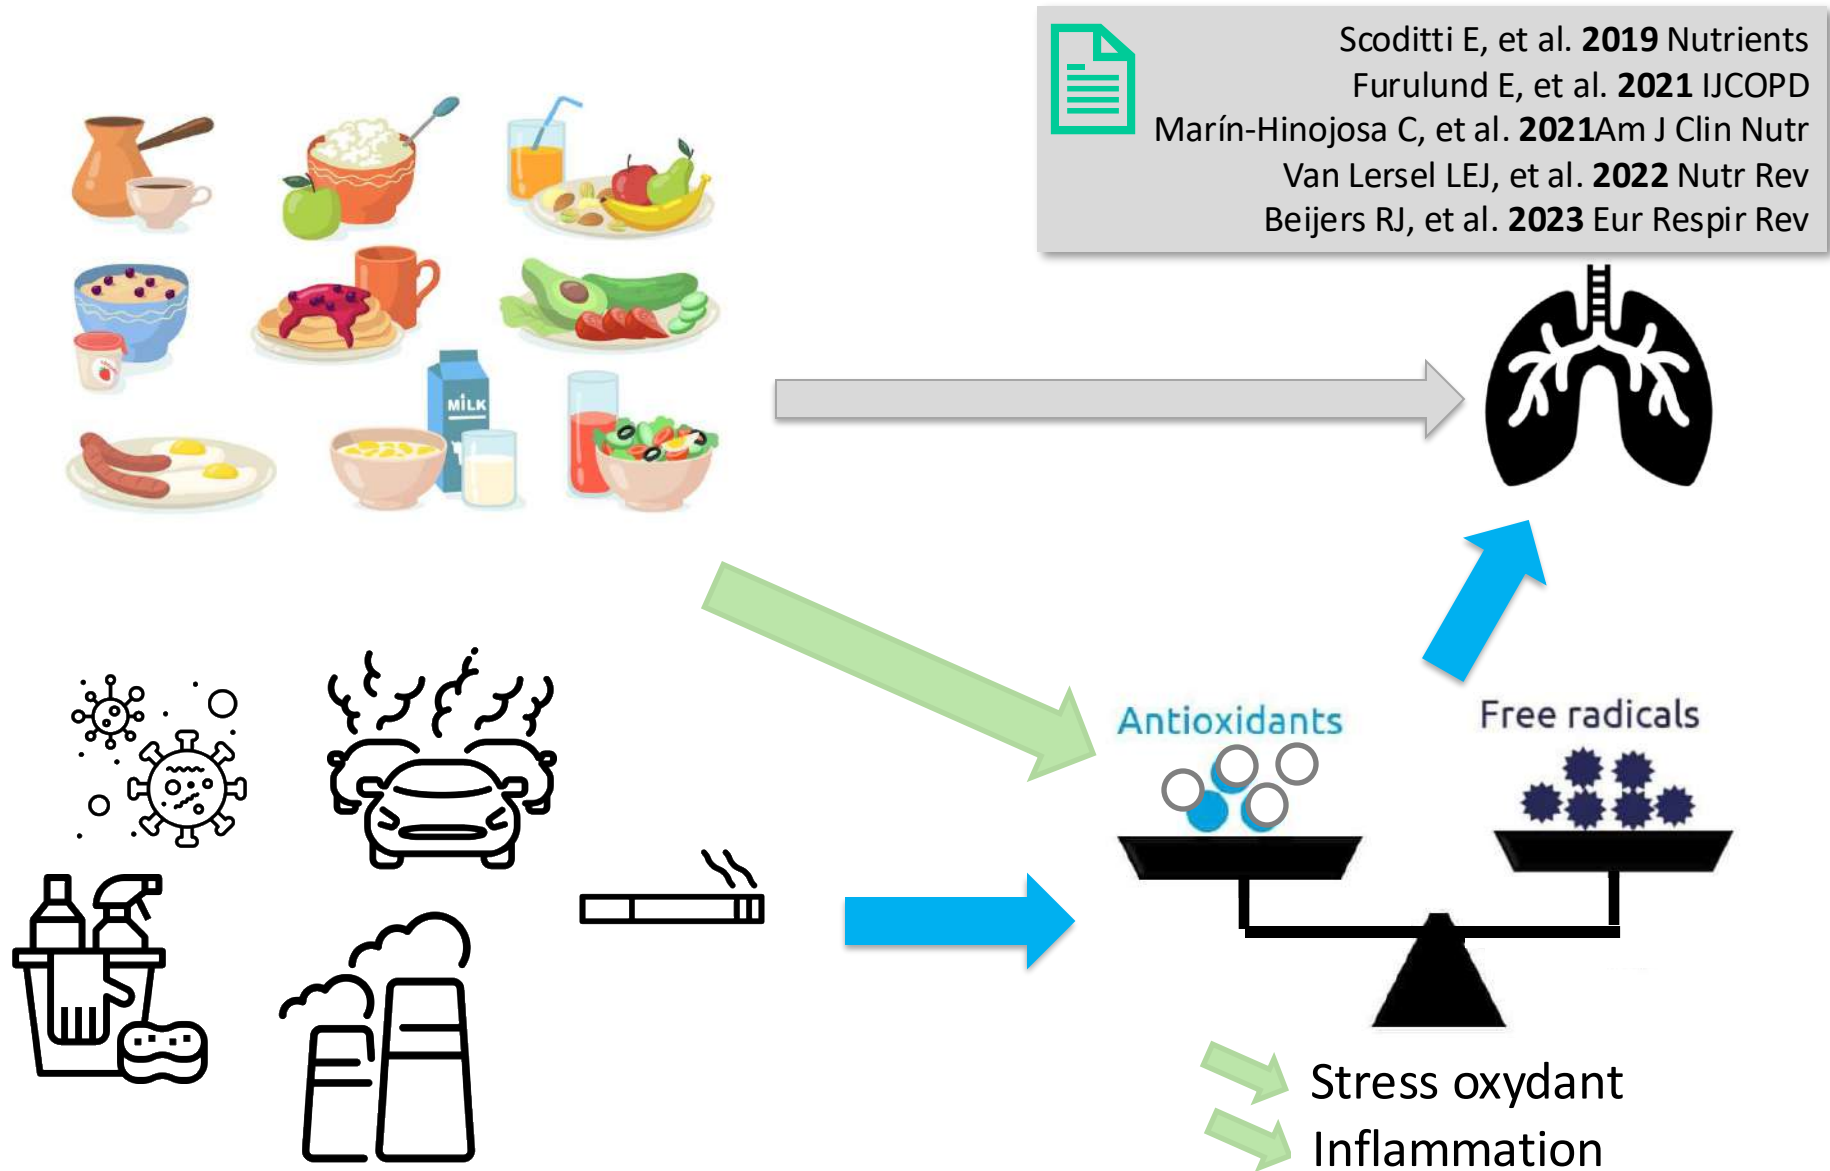 Scoditti E, et al. 2019 Nutrients
Furulund E, et al. 2021 IJCOPD
Marín-Hinojosa C, et al. 2021Am J Clin Nutr
Van Lersel LEJ, et al. 2022 Nutr Rev
Beijers RJ, et al. 2023 Eur Respir Rev
MiLK
Antioxidants
Free radicals
Stress oxydant
Inflammation